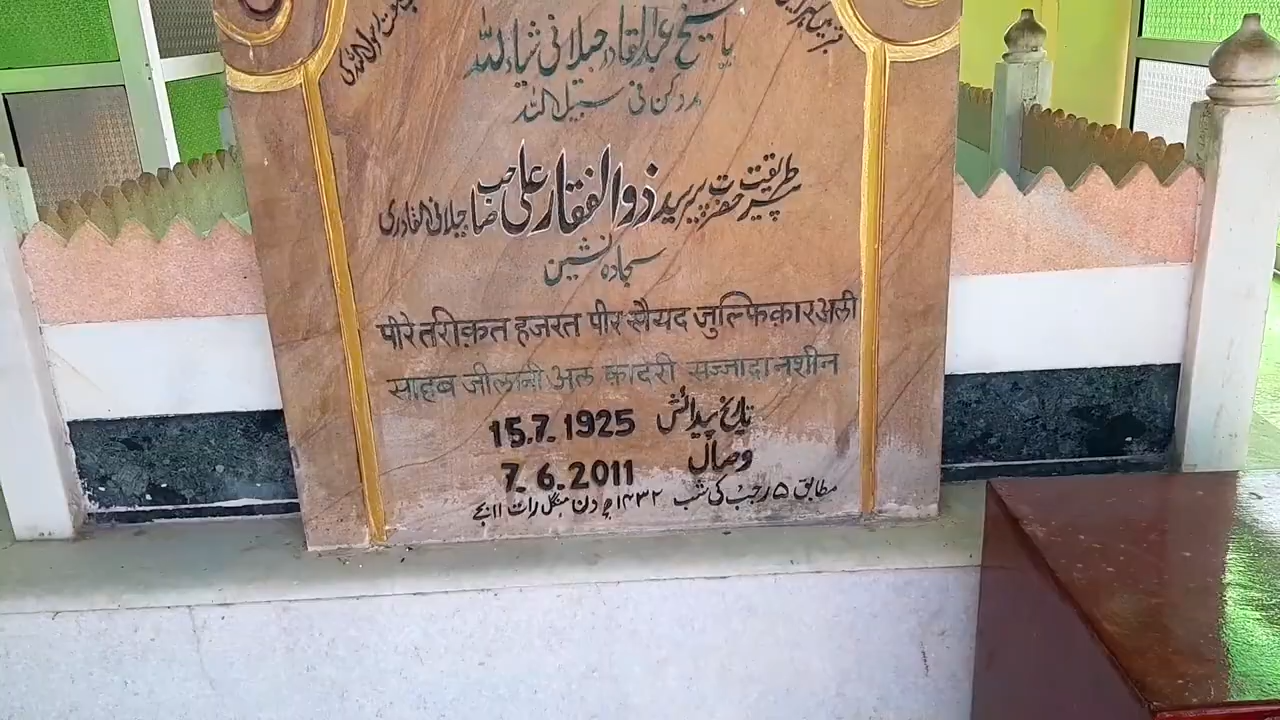 یا شیخ عبدالقادر جیلانی شیاءً للہ
مدد کن فی سبیل اللہ
پیر طریقت حضرت پیر سید ذوالفقار علی صاحب جیلانی القادری
سجادہ نشین
पीरे तरीक़त हजरत पीर सैयद जुल्फिक़ार अली
साहब जीलानी अल कादरी सज्जादा नशीन
تاریخ پیدائش 15.7.1925
وصال 7.6.2011
مطابق ۵ رجب کی شب ۱۴۳۲ھ دن منگل رات ۱۱ بجے